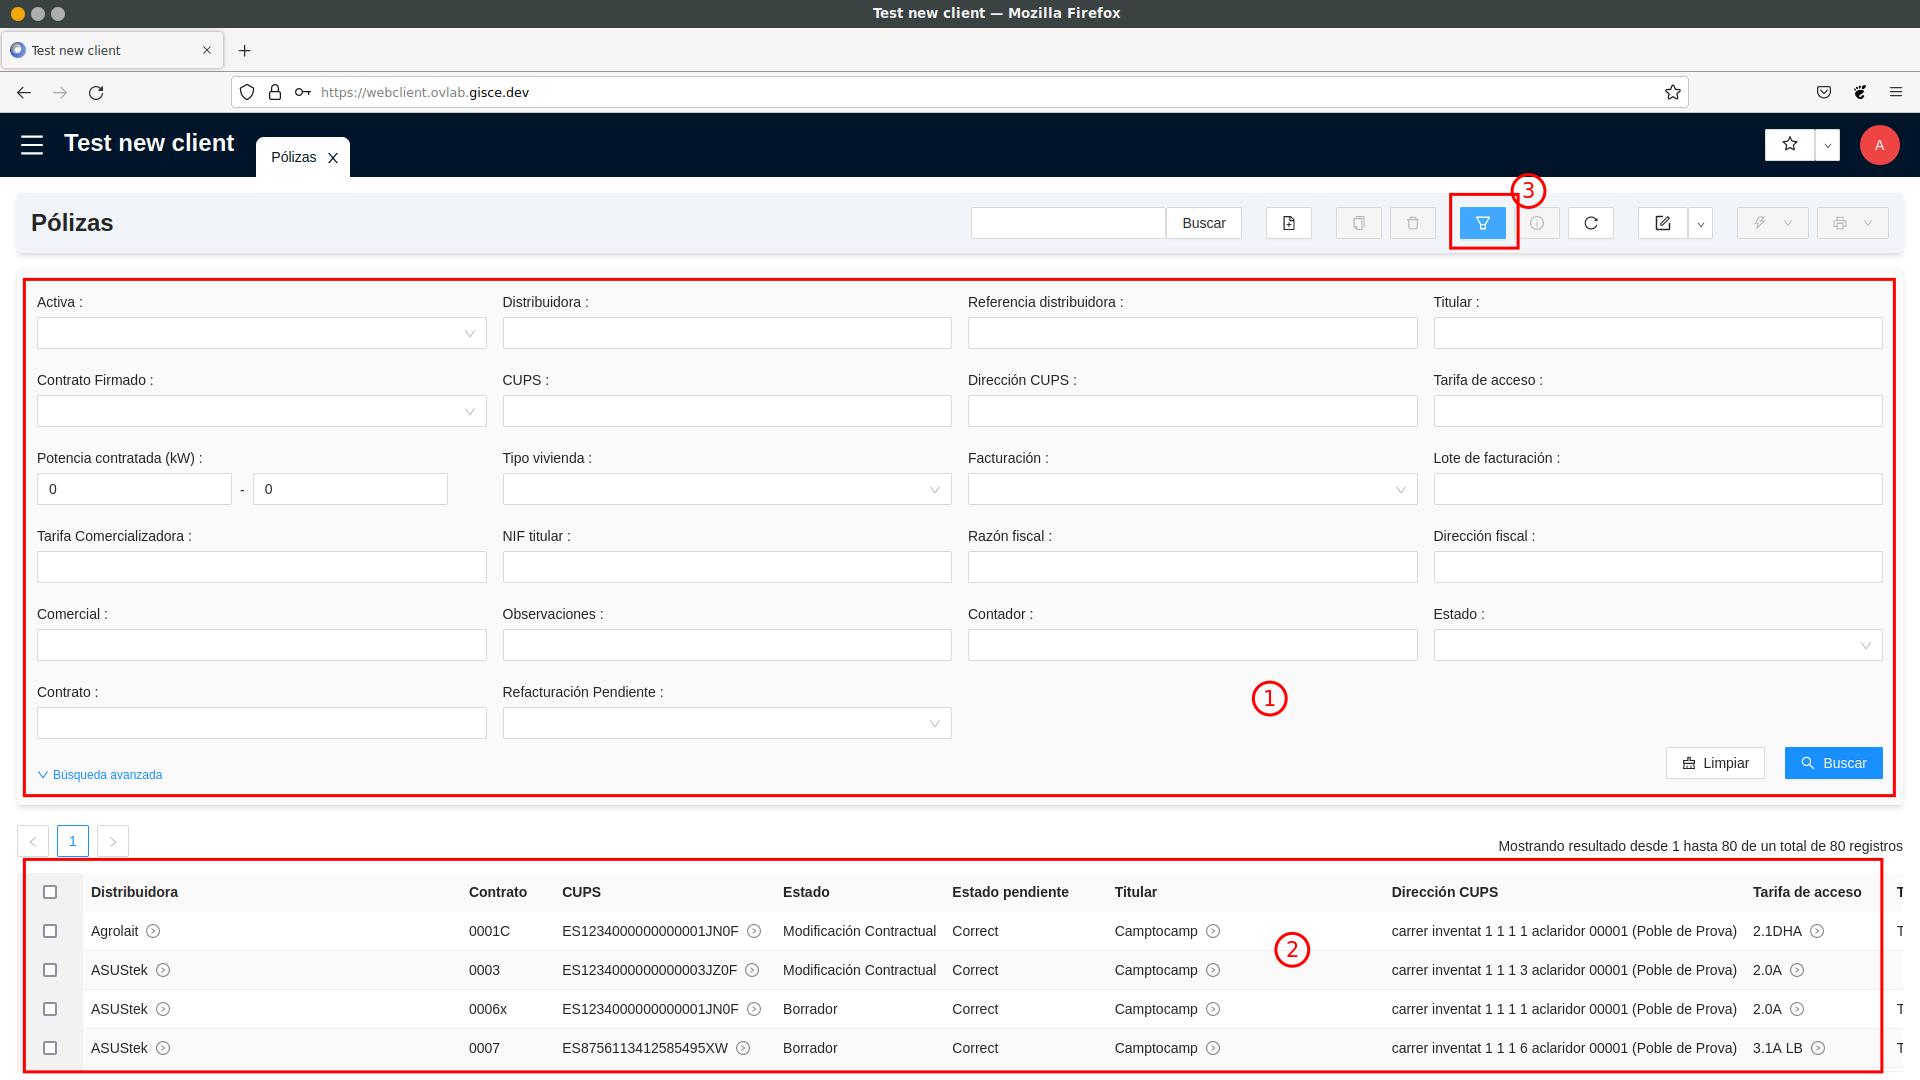 Test new client — Mozilla Firefox
Test new client
https://webclient.ovlab.gisce.dev
Test new client
Pólizas
A
3
Pólizas
Buscar
Activa :
Distribuidora :
Referencia distribuidora :
Titular :
Contrato Firmado :
CUPS :
Dirección CUPS :
Tarifa de acceso :
Potencia contratada (kW) :
Tipo vivienda :
Facturación :
Lote de facturación :
0 - 0
Tarifa Comercializadora :
NIF titular :
Razón fiscal :
Dirección fiscal :
Comercial :
Observaciones :
Contador :
Estado :
Contrato :
Refacturación Pendiente :
1
Búsqueda avanzada
Limpiar
Buscar
1
Mostrando resultado desde 1 hasta 80 de un total de 80 registros
Distribuidora Contrato CUPS Estado Estado pendiente Titular Dirección CUPS Tarifa de acceso T
Agrolait 0001C ES1234000000000001JN0F Modificación Contractual Correct Camptocamp carrer inventat 1 1 1 1 aclaridor 00001 (Poble de Prova) 2.1DHA T
2
ASUStek 0003 ES1234000000000003JZ0F Modificación Contractual Correct Camptocamp carrer inventat 1 1 1 3 aclaridor 00001 (Poble de Prova) 2.0A
ASUStek 0006x ES1234000000000001JN0F Borrador Correct Camptocamp carrer inventat 1 1 1 1 aclaridor 00001 (Poble de Prova) 2.0A T
ASUStek 0007 ES8756113412585495XW Borrador Correct Camptocamp carrer inventat 1 1 1 6 aclaridor 00001 (Poble de Prova) 3.1A LB T